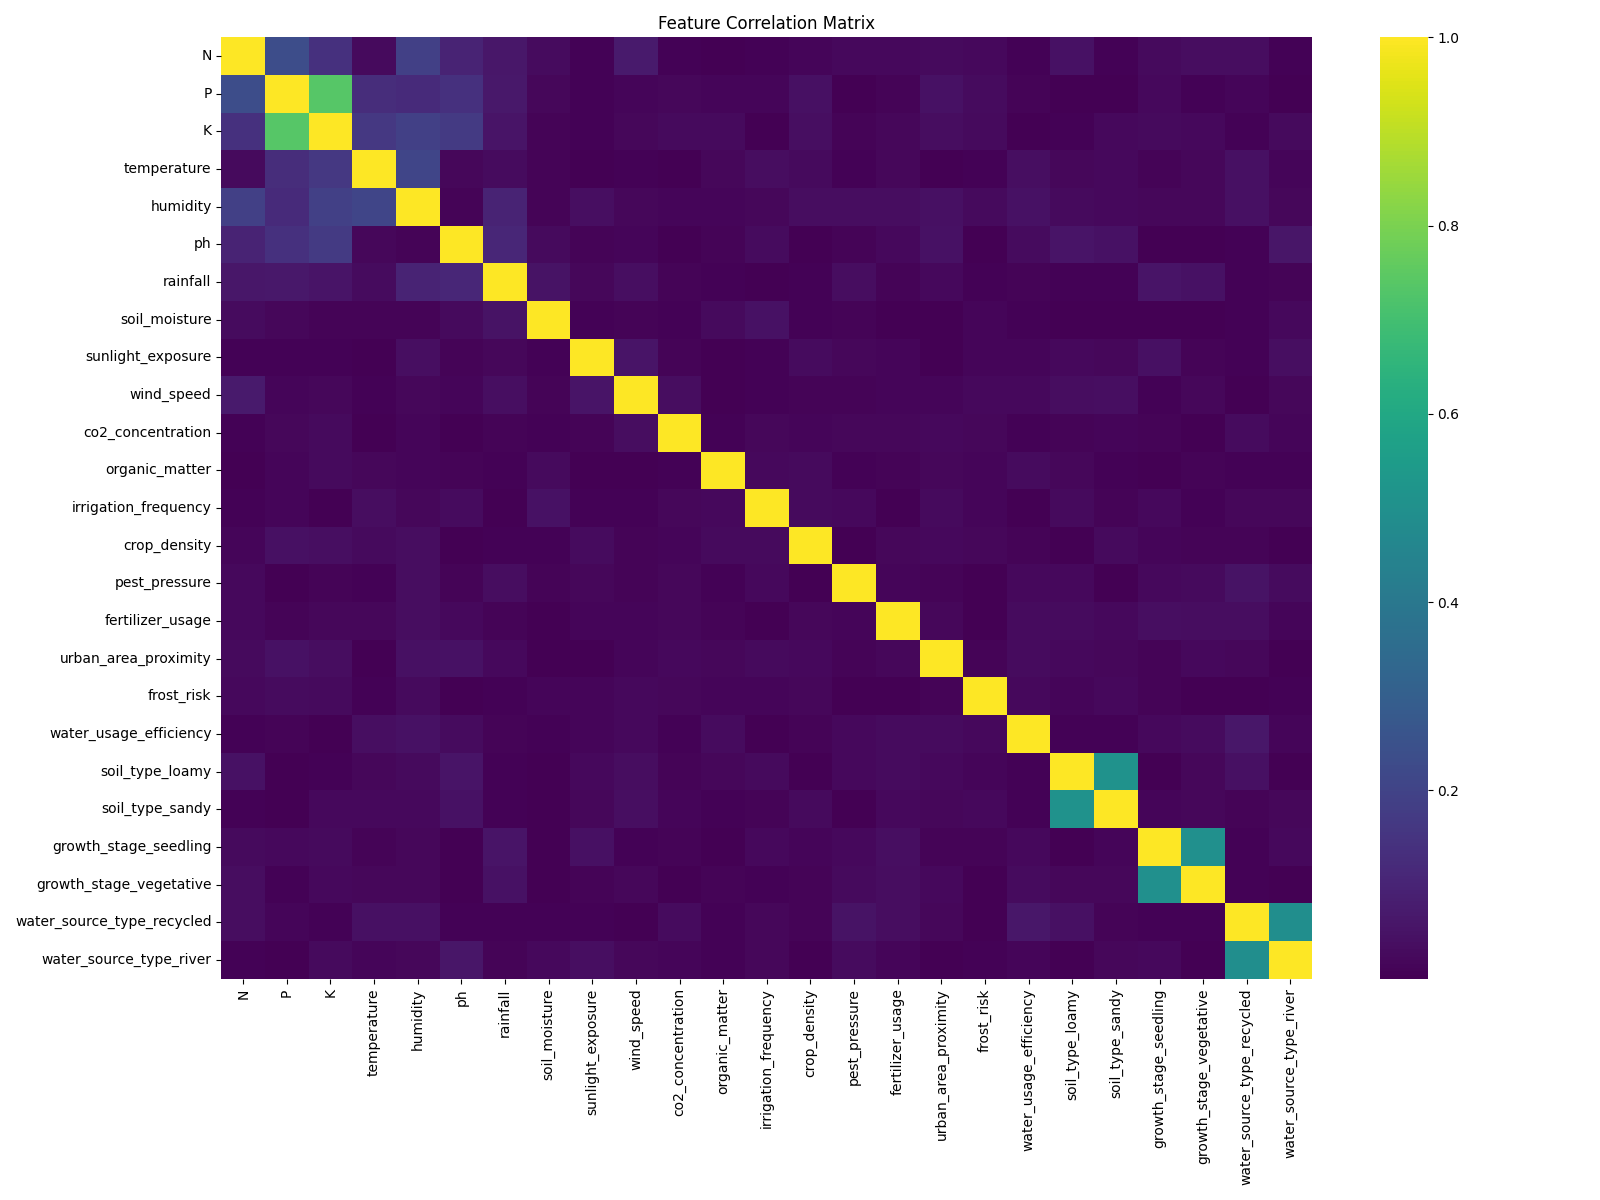 Feature Correlation Matrix
N
P
K
temperature
humidity
ph
rainfall
soil_moisture
sunlight_exposure
wind_speed
co2_concentration
organic_matter
irrigation_frequency
crop_density
pest_pressure
fertilizer_usage
urban_area_proximity
frost_risk
water_usage_efficiency
soil_type_loamy
soil_type_sandy
growth_stage_seedling
growth_stage_vegetative
water_source_type_recycled
water_source_type_river
N
P
K
temperature
humidity
ph
rainfall
soil_moisture
sunlight_exposure
wind_speed
co2_concentration
organic_matter
irrigation_frequency
crop_density
pest_pressure
fertilizer_usage
urban_area_proximity
frost_risk
water_usage_efficiency
soil_type_loamy
soil_type_sandy
growth_stage_seedling
growth_stage_vegetative
water_source_type_recycled
water_source_type_river
1.0
0.8
0.6
0.4
0.2